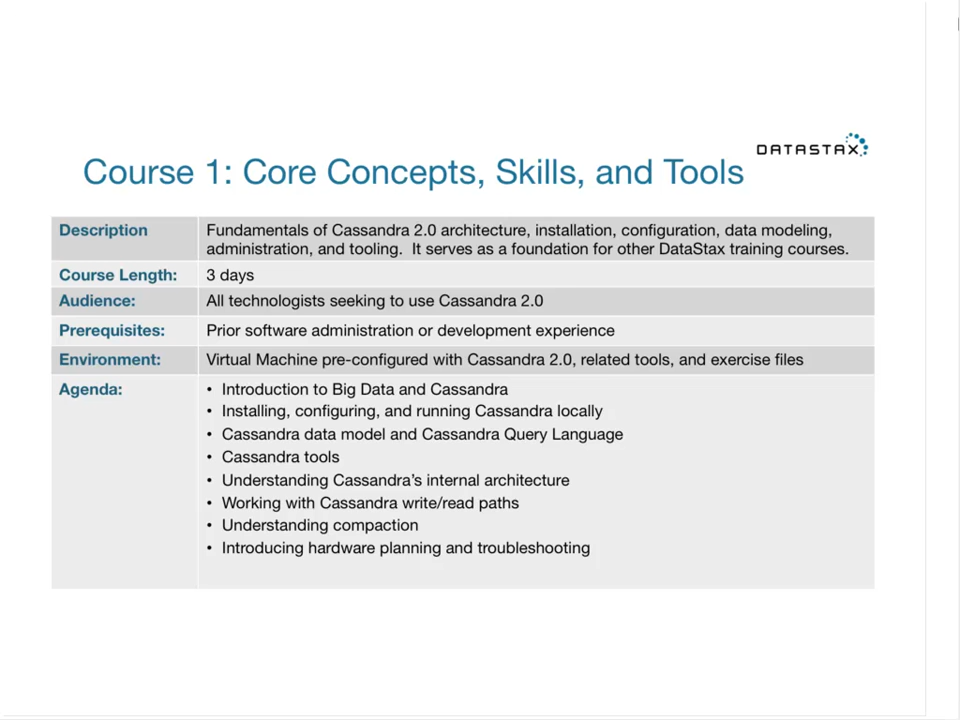 DATASTAX
Course 1: Core Concepts, Skills, and Tools
Description
Fundamentals of Cassandra 2.0 architecture, installation, configuration, data modeling,
administration, and tooling. It serves as a foundation for other DataStax training courses.
Course Length:
3 days
Audience:
All technologists seeking to use Cassandra 2.0
Prerequisites:
Prior software administration or development experience
Environment:
Virtual Machine pre-configured with Cassandra 2.0, related tools, and exercise files
Agenda:
• Introduction to Big Data and Cassandra
• Installing, configuring, and running Cassandra locally
• Cassandra data model and Cassandra Query Language
• Cassandra tools
• Understanding Cassandra’s internal architecture
• Working with Cassandra write/read paths
• Understanding compaction
• Introducing hardware planning and troubleshooting